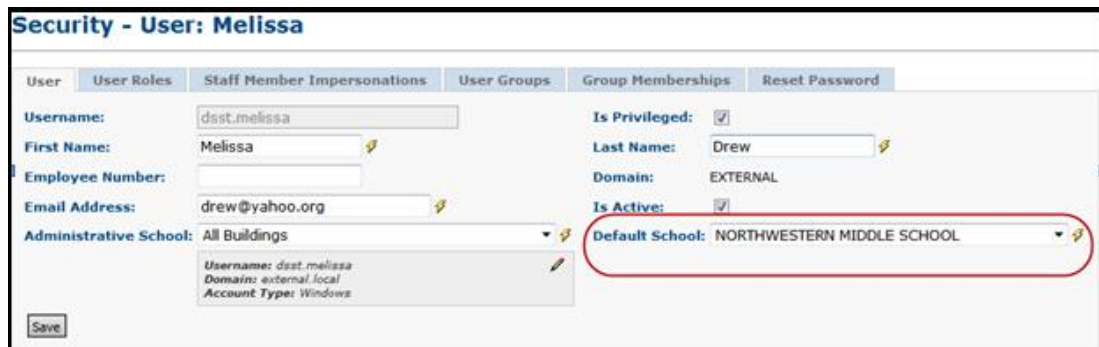 Security - User: Melissa
User User Roles Staff Member Impersonations User Groups Group Memberships Reset Password
Username: dsst.melissa Is Privileged:
First Name: Melissa Last Name: Drew
Employee Number: Domain: EXTERNAL
Email Address: drew@yahoo.org Is Active:
Administrative School: All Buildings Default School: NORTHWESTERN MIDDLE SCHOOL
Username: dsst.melissa
Domain: external.local
Account Type: Windows
Save